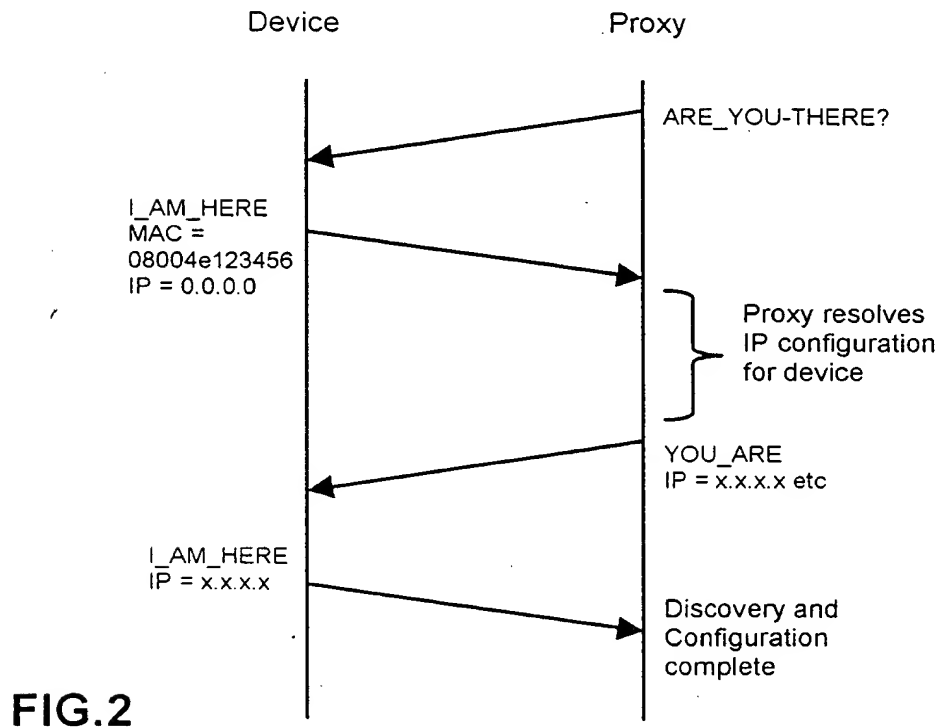 Device
Proxy
ARE_YOU-THERE?
I_AM_HERE
MAC =
08004e123456
IP = 0.0.0.0
Proxy resolves
IP configuration
for device
YOU_ARE
IP = x.x.x.x etc
I_AM_HERE
IP = x.x.x.x
Discovery and
Configuration
complete
FIG.2